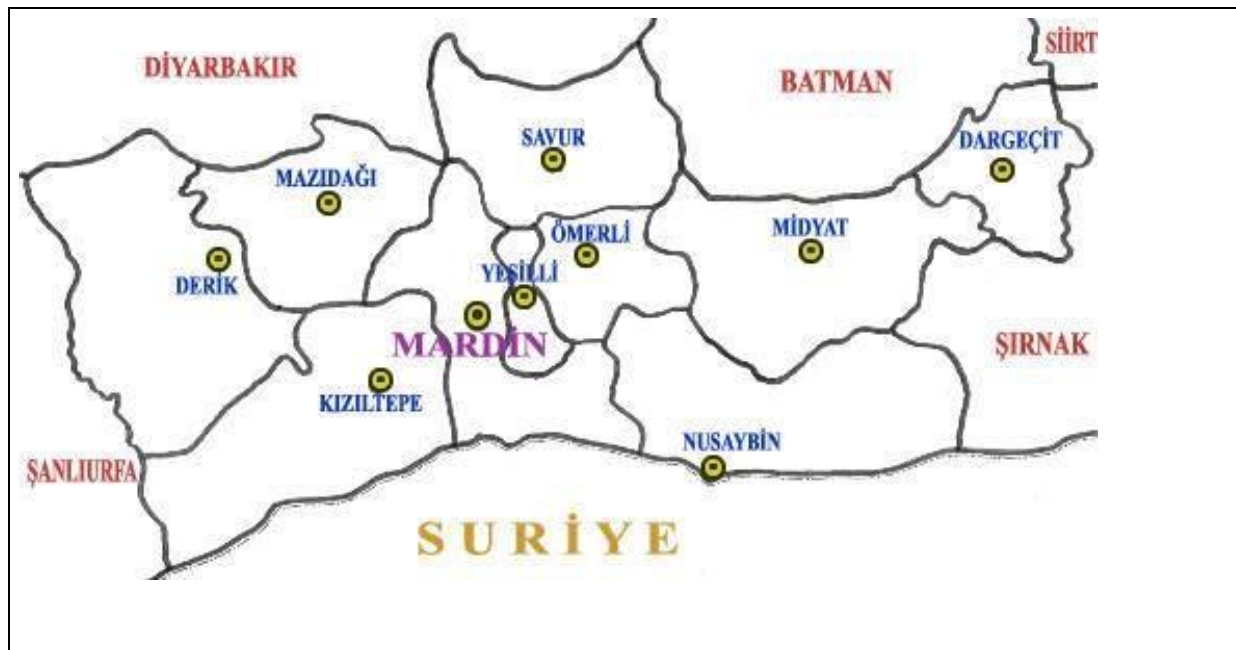 SİİRT
DİYARBAKIR
BATMAN
SAVUR
DARGEÇİT
MAZIDAĞI
MİDYAT
ÖMERLİ
YEŞİLLİ
DERİK
MARDİN
ŞIRNAK
KIZILTEPE
NUSAYBİN
ŞANLIURFA
SURİYE